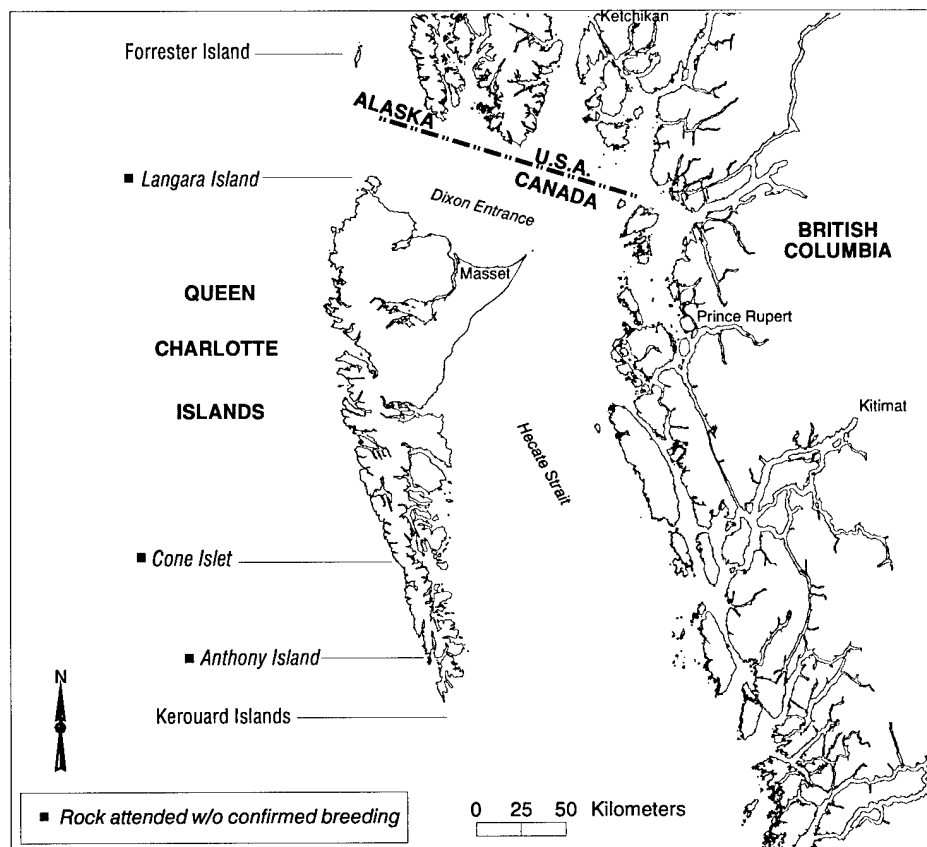 Ketchikan
Forrester Island
ALASKA
U.S.A.
CANADA
■ Langara Island
Dixon Entrance
BRITISH
COLUMBIA
Masset
QUEEN
CHARLOTTE
ISLANDS
Prince Rupert
Kitimat
Hecate Strait
■ Cone Islet
■ Anthony Island
N
Kerouard Islands
■ Rock attended w/o confirmed breeding
0 25 50 Kilometers